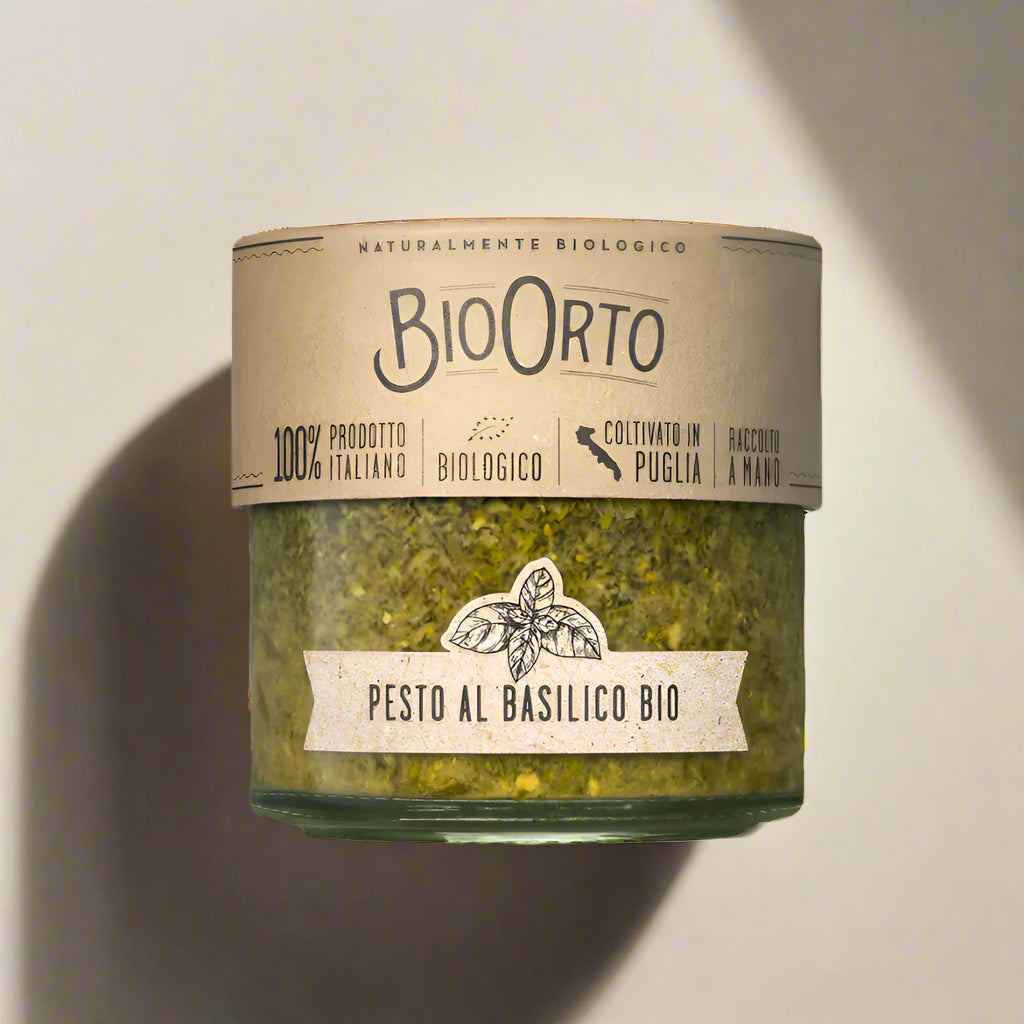 NATURALMENTE BIOLOGICO
BIOORTO
100% PRODOTTO ITALIANO
BIOLOGICO
COLTIVATO IN PUGLIA
RACCOLTO A MANO
PESTO AL BASILICO BIO